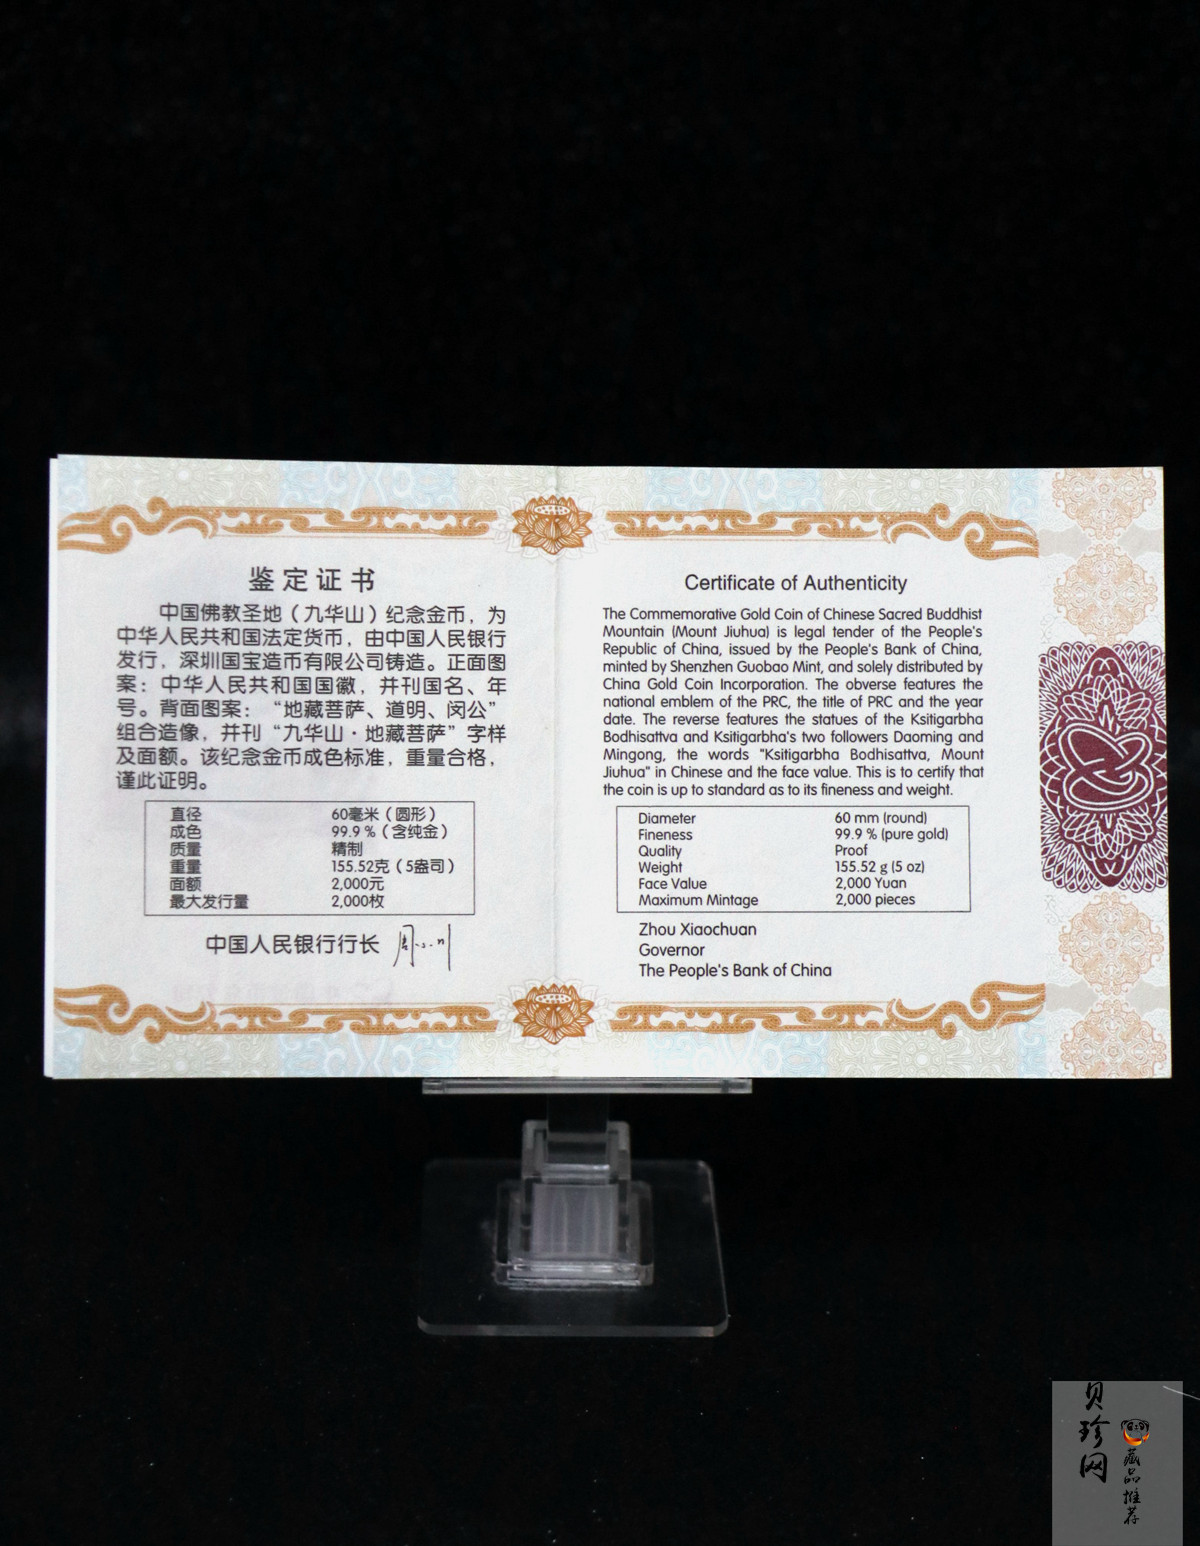 鉴定证书
中国佛教圣地（九华山）纪念金币，为
中华人民共和国法定货币，由中国人民银行
发行，深圳国宝造币有限公司铸造。正面图
案：中华人民共和国国徽，并刊国名、年
号。背面图案：“地藏菩萨、道明、闵公”
组合造像，并刊“九华山·地藏菩萨”字样
及面额。该纪念金币成色标准，重量合格，
谨此证明。
直径 60毫米（圆形）
成色 99.9 %（含纯金）
质量 精制
重量 155.52克（5盎司）
面额 2,000元
最大发行量 2,000枚
中国人民银行行长 周小川
Certificate of Authenticity
The Commemorative Gold Coin of Chinese Sacred Buddhist
Mountain (Mount Jiuhua) is legal tender of the People's
Republic of China, issued by the People's Bank of China,
minted by Shenzhen Guobao Mint, and solely distributed by
China Gold Coin Incorporation. The obverse features the
national emblem of the PRC, the title of PRC and the year
date. The reverse features the statues of the Ksitigarbha
Bodhisattva and Ksitigarbha's two followers Daoming and
Mingong, the words "Ksitigarbha Bodhisattva, Mount
Jiuhua" in Chinese and the face value. This is to certify that
the coin is up to standard as to its fineness and weight.
Diameter 60 mm (round)
Fineness 99.9 % (pure gold)
Quality Proof
Weight 155.52 g (5 oz)
Face Value 2,000 Yuan
Maximum Mintage 2,000 pieces
Zhou Xiaochuan
Governor
The People's Bank of China
贝珍网
藏品推荐